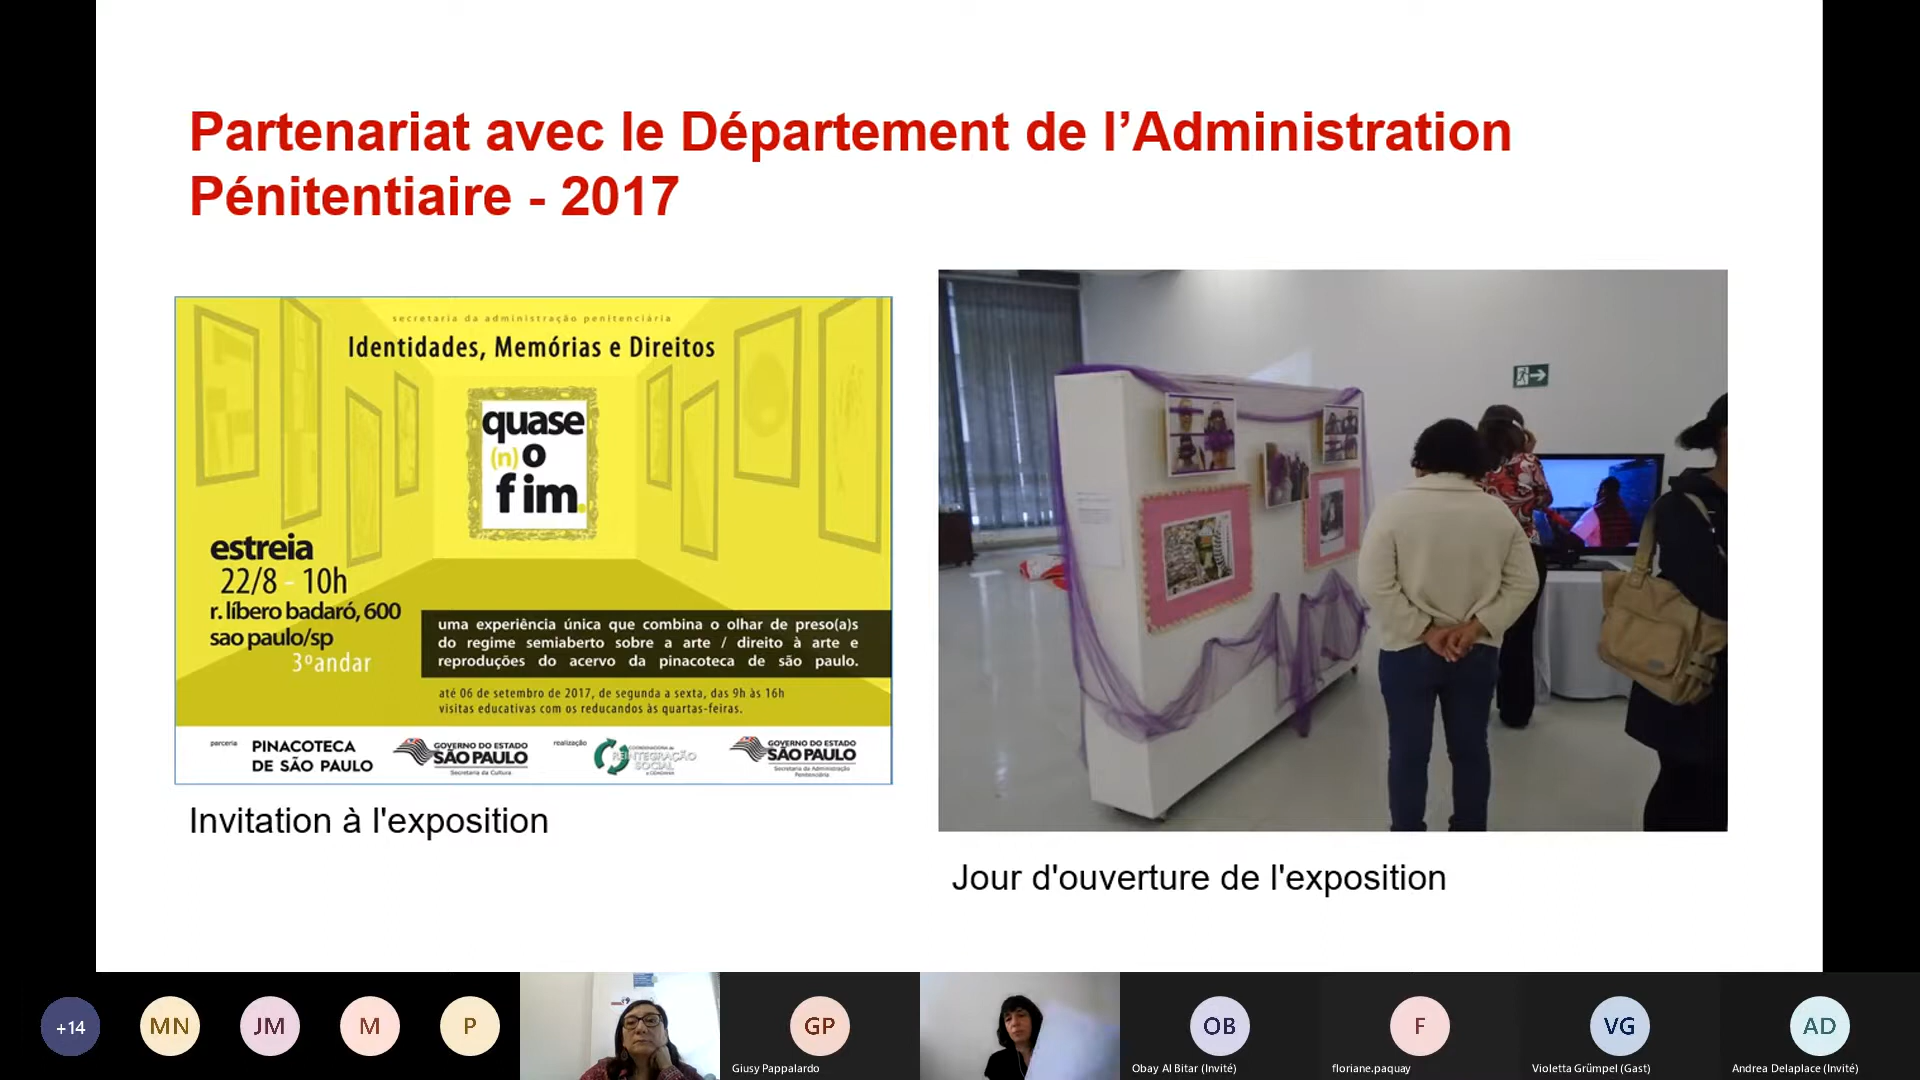 Partenariat avec le Département de l’Administration
Pénitentiaire - 2017
secretaria da administração penitenciária
Identidades, Memórias e Direitos
quase
(n)o
fim.
estreia
22/8 - 10h
r. líbero badaró, 600
sao paulo/sp
3º andar
uma experiência única que combina o olhar de preso(a)s
do regime semiaberto sobre a arte / direito à arte e
reproduções do acervo da pinacoteca de são paulo.
até 06 de setembro de 2017, de segunda a sexta, das 9h às 16h
visitas educativas com os reducandos às quartas-feiras.
parceria
PINACOTECA
DE SÃO PAULO
GOVERNO DO ESTADO
SÃO PAULO
Secretaria da Cultura
realização
COORDENADORIA de
REINTEGRAÇÃO
SOCIAL
e CIDADANIA
GOVERNO DO ESTADO
SÃO PAULO
Secretaria da Administração
Penitenciária
Invitation à l'exposition
Jour d'ouverture de l'exposition
+14
MN
JM
M
P
GP
Giusy Pappalardo
OB
Obay Al Bitar (Invité)
F
floriane.paquay
VG
Violetta Grümpel (Gast)
AD
Andrea Delaplace (Invité)